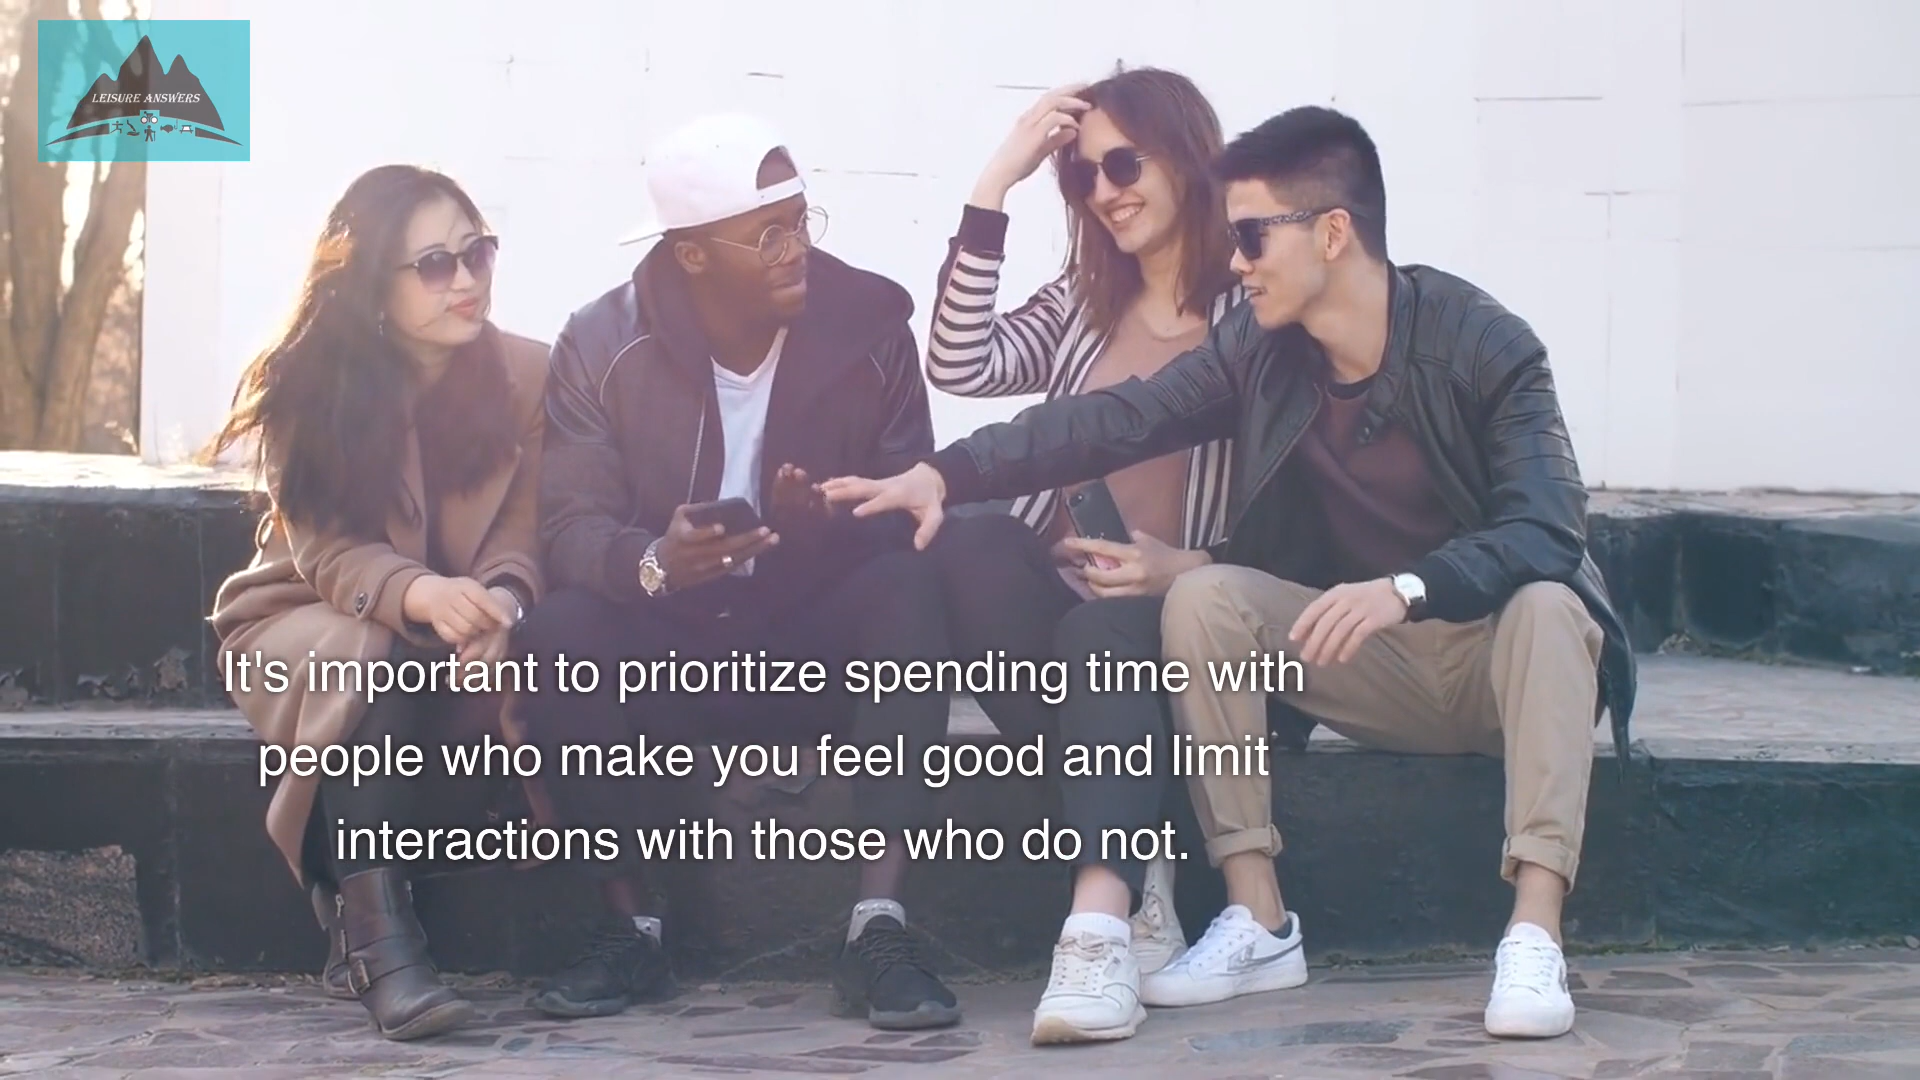 LEISURE ANSWERS
It's important to prioritize spending time with
people who make you feel good and limit
interactions with those who do not.